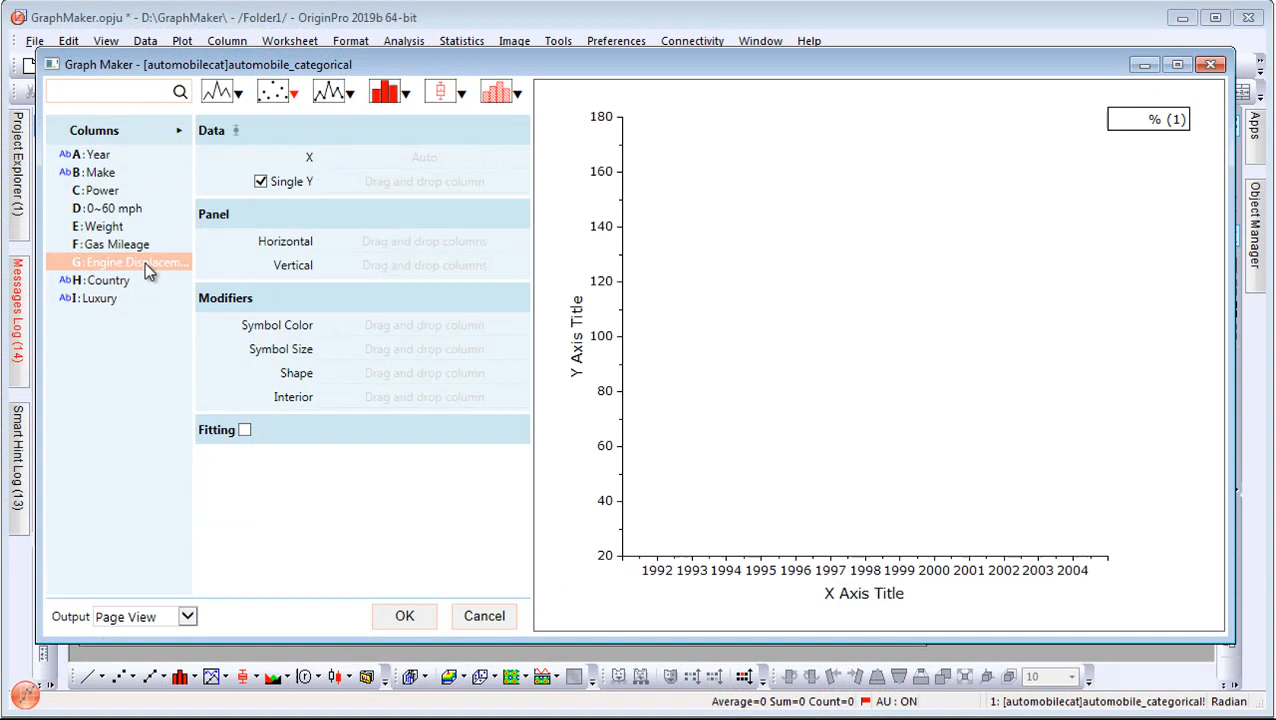 GraphMaker.opju * - D:\GraphMaker\ - /Folder1/ - OriginPro 2019b 64-bit
File Edit View Data Plot Column Worksheet Format Analysis Statistics Image Tools Preferences Connectivity Window Help
Graph Maker - [automobilecat]automobile_categorical
Project Explorer (1)
Messages Log (14)
Smart Hint Log (13)
Columns
Ab A: Year
Ab B: Make
C: Power
D: 0~60 mph
E: Weight
F: Gas Mileage
G: Engine Displacem...
Ab H: Country
Ab I: Luxury
Data
X Auto
Single Y Drag and drop column
Panel
Horizontal Drag and drop columns
Vertical Drag and drop columns
Modifiers
Symbol Color Drag and drop column
Symbol Size Drag and drop column
Shape Drag and drop column
Interior Drag and drop column
Fitting
Output Page View
OK Cancel
% (1)
180
160
140
120
100
80
60
40
20
Y Axis Title
1992 1993 1994 1995 1996 1997 1998 1999 2000 2001 2002 2003 2004
X Axis Title
Apps
Object Manager
10
Average=0 Sum=0 Count=0 AU : ON 1: [automobilecat]automobile_categorical! Radian